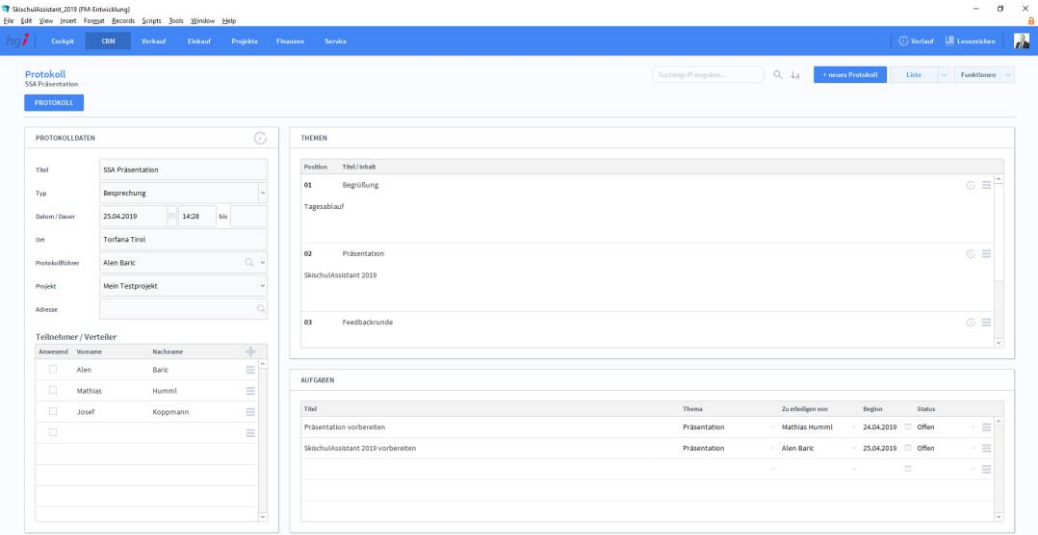 SkischulAssistant_2019 (FM-Entwicklung)
File Edit View Insert Format Records Scripts Tools Window Help
hgi Cockpit CRM Verkauf Einkauf Projekte Finanzen Service Verlauf Lesezeichen
Protokoll
SSA Präsentation
Suchbegriff eingeben... + neues Protokoll Liste Funktionen
PROTOKOLL
PROTOKOLLDATEN
Titel SSA Präsentation
Typ Besprechung
Datum / Dauer 25.04.2019 14:28 bis
Ort Torfana Tirol
Protokollführer Alen Baric
Projekt Mein Testprojekt
Adresse
Teilnehmer / Verteiler
Anwesend Vorname Nachname
Alen Baric
Mathias Humml
Josef Koppmann
THEMEN
Position Titel / Inhalt
01 Begrüßung
Tagesablauf
02 Präsentation
SkischulAssistant 2019
03 Feedbackrunde
AUFGABEN
Titel Thema Zu erledigen von Beginn Status
Präsentation vorbereiten Präsentation Mathias Humml 24.04.2019 Offen
SkischulAssistant 2019 vorbereiten Präsentation Alen Baric 25.04.2019 Offen